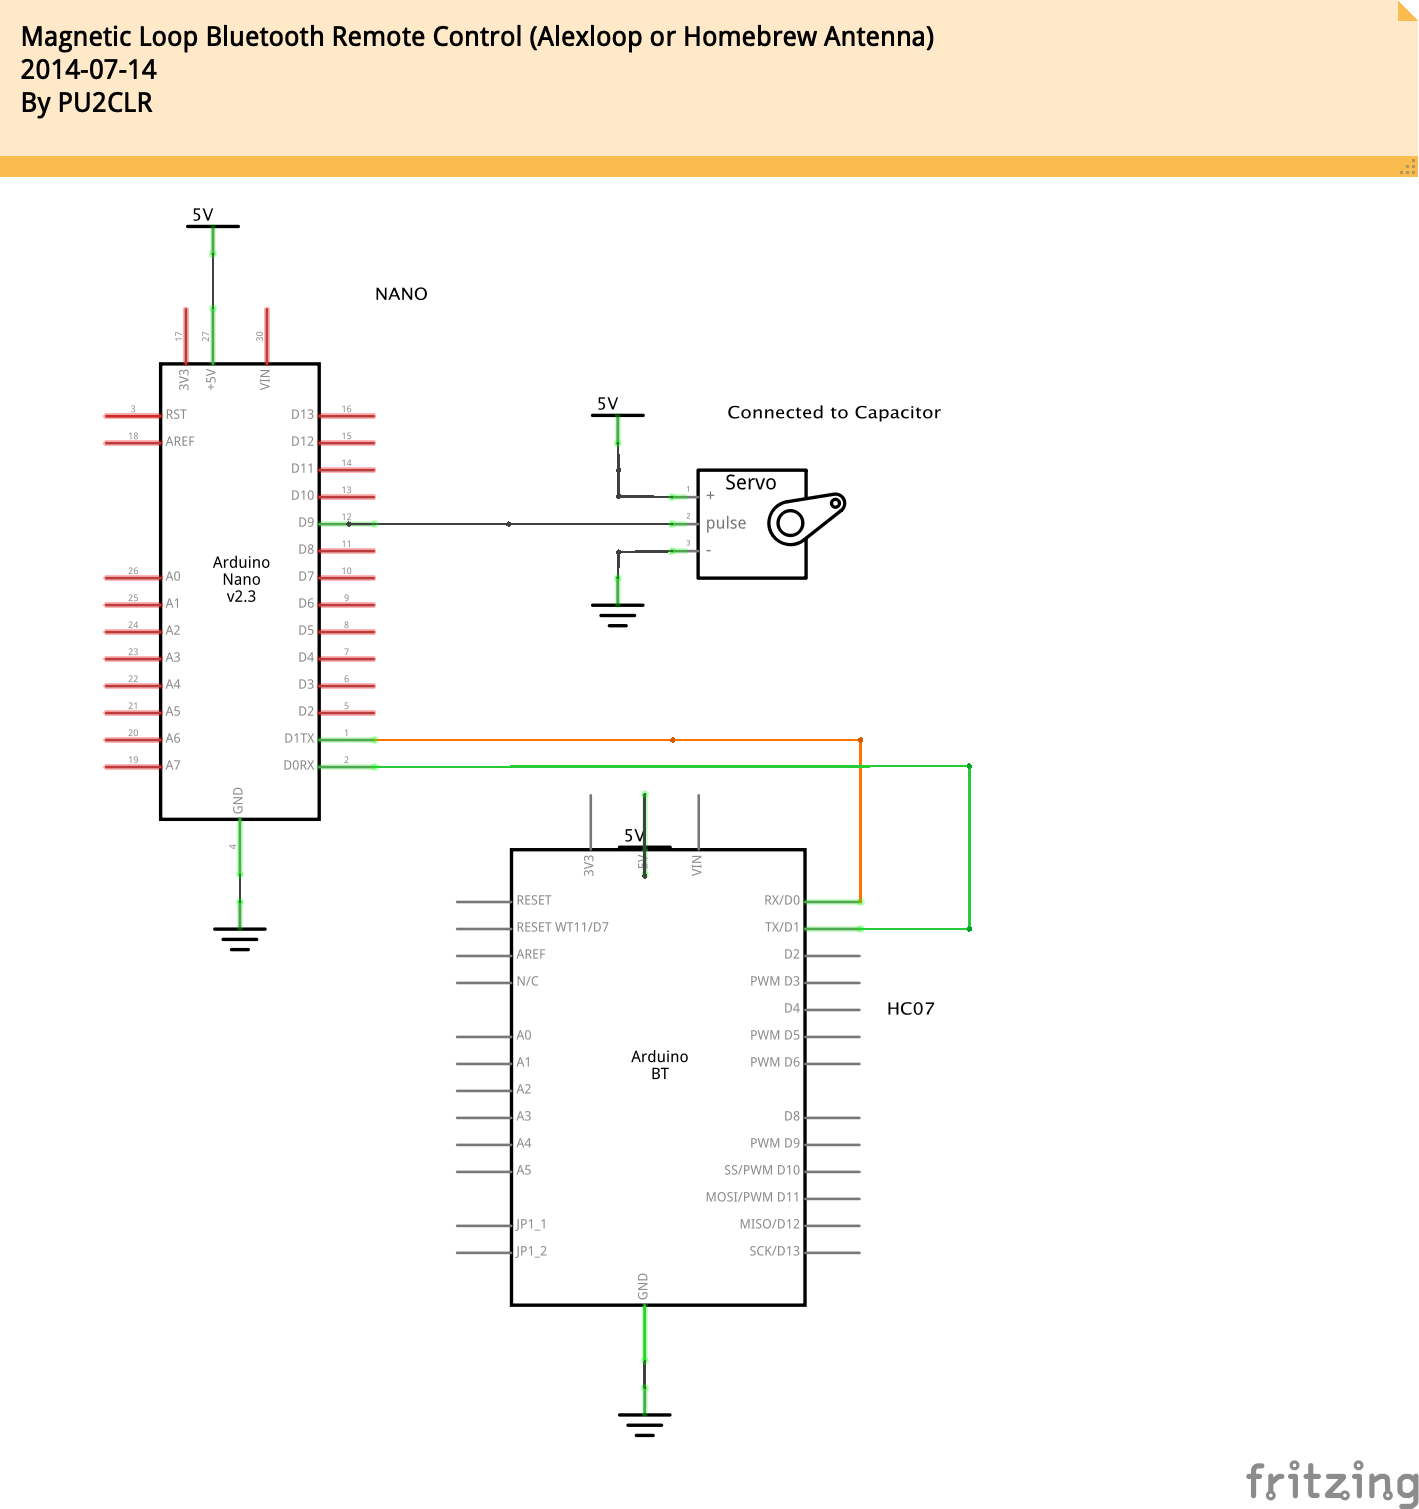 Magnetic Loop Bluetooth Remote Control (Alexloop or Homebrew Antenna)
2014-07-14
By PU2CLR
5V
NANO
17
27
30
3V3
+5V
VIN
3
RST
D13
16
18
AREF
D12
15
D11
14
D10
13
D9
12
D8
11
26
A0
D7
10
25
A1
D6
9
24
A2
D5
8
23
A3
D4
7
22
A4
D3
6
21
A5
D2
5
20
A6
D1TX
1
19
A7
D0RX
2
Arduino
Nano
v2.3
GND
4
5V
Connected to Capacitor
Servo
1
+
2
pulse
3
-
5V
3V3
5V
VIN
RESET
RX/D0
RESET WT11/D7
TX/D1
AREF
D2
N/C
PWM D3
D4
HC07
A0
PWM D5
A1
PWM D6
Arduino
BT
A2
A3
D8
A4
PWM D9
A5
SS/PWM D10
MOSI/PWM D11
JP1_1
MISO/D12
JP1_2
SCK/D13
GND
fritzing